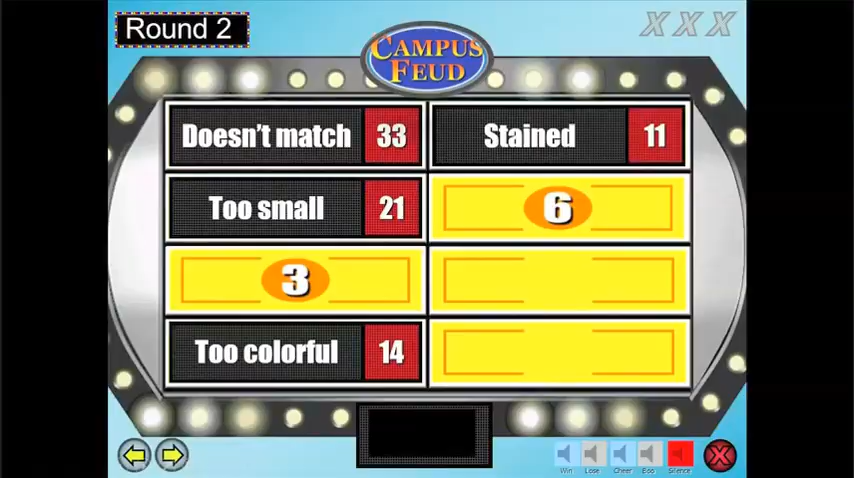 Round 2
X X X
CAMPUS
FEUD
Doesn't match 33
Stained 11
Too small 21
6
3
Too colorful 14
Win Lose Cheer Boo Silence
X